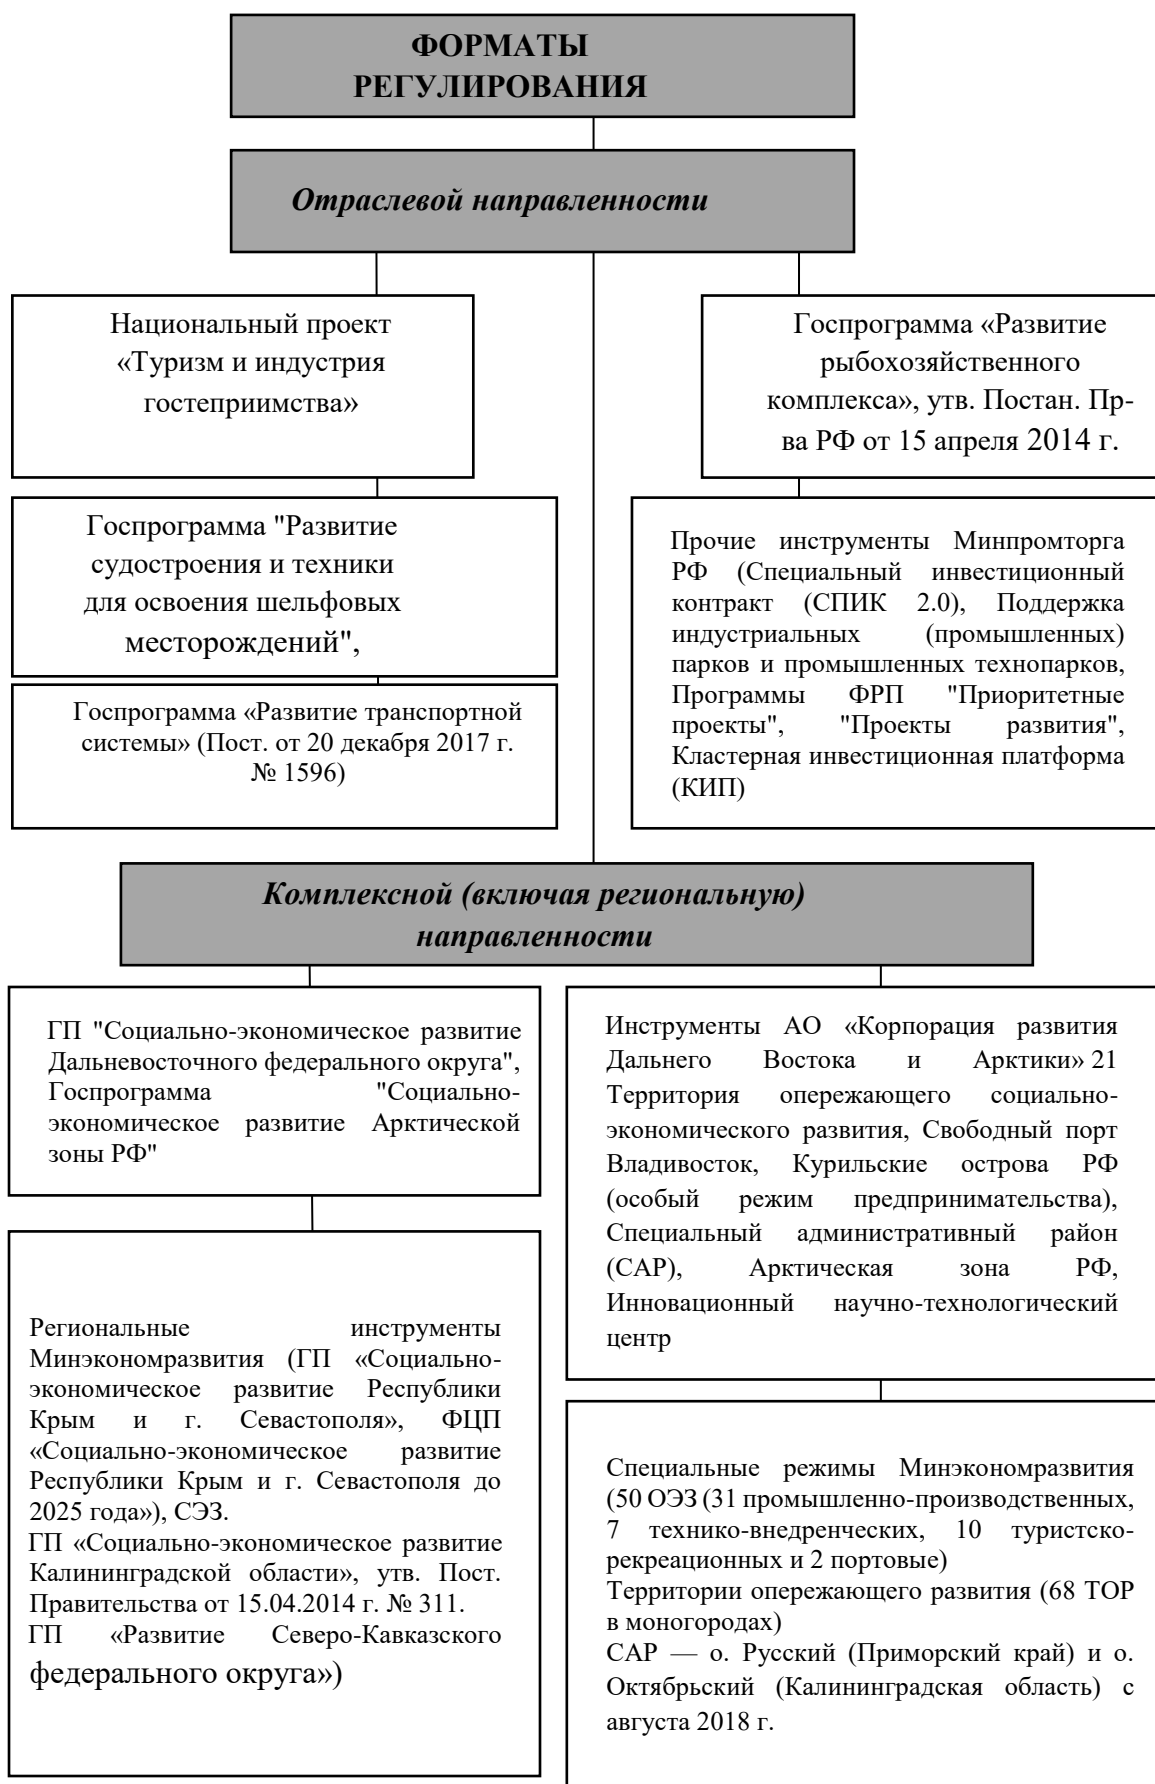 ФОРМАТЫ
РЕГУЛИРОВАНИЯ
Отраслевой направленности
Национальный проект
«Туризм и индустрия
гостеприимства»
Госпрограмма «Развитие
рыбохозяйственного
комплекса», утв. Постан. Пр-
ва РФ от 15 апреля 2014 г.
Госпрограмма "Развитие
судостроения и техники
для освоения шельфовых
месторождений",
Госпрограмма «Развитие транспортной
системы» (Пост. от 20 декабря 2017 г.
№ 1596)
Прочие инструменты Минпромторга
РФ (Специальный инвестиционный
контракт (СПИК 2.0), Поддержка
индустриальных (промышленных)
парков и промышленных технопарков,
Программы ФРП "Приоритетные
проекты", "Проекты развития",
Кластерная инвестиционная платформа
(КИП)
Комплексной (включая региональную)
направленности
ГП "Социально-экономическое развитие
Дальневосточного федерального округа",
Госпрограмма "Социально-
экономическое развитие Арктической
зоны РФ"
Региональные инструменты
Минэкономразвития (ГП «Социально-
экономическое развитие Республики
Крым и г. Севастополя», ФЦП
«Социально-экономическое развитие
Республики Крым и г. Севастополя до
2025 года»), СЭЗ.
ГП «Социально-экономическое развитие
Калининградской области», утв. Пост.
Правительства от 15.04.2014 г. № 311.
ГП «Развитие Северо-Кавказского
федерального округа»)
Инструменты АО «Корпорация развития
Дальнего Востока и Арктики» 21
Территория опережающего социально-
экономического развития, Свободный порт
Владивосток, Курильские острова РФ
(особый режим предпринимательства),
Специальный административный район
(САР), Арктическая зона РФ,
Инновационный научно-технологический
центр
Специальные режимы Минэкономразвития
(50 ОЭЗ (31 промышленно-производственных,
7 технико-внедренческих, 10 туристско-
рекреационных и 2 портовые)
Территории опережающего развития (68 ТОР
в моногородах)
САР — о. Русский (Приморский край) и о.
Октябрьский (Калининградская область) с
августа 2018 г.